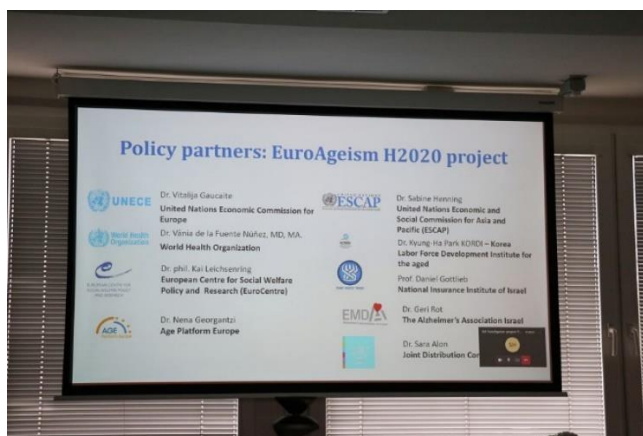 Policy partners: EuroAgeism H2020 project
UNECE
Dr. Vitalija Gaucaite
United Nations Economic Commission for
Europe
World Health
Organization
Dr. Vânia de la Fuente Núñez, MD, MA.
World Health Organization
Dr. phil. Kai Leichsenring
European Centre for Social Welfare
Policy and Research (EuroCentre)
AGE
Dr. Nena Georgantzi
Age Platform Europe
ESCAP
Dr. Sabine Henning
United Nations Economic and
Social Commission for Asia and
Pacific (ESCAP)
Dr. Kyung-Ha Park KORDI – Korea
Labor Force Development Institute for
the aged
Prof. Daniel Gottlieb
National Insurance Institute of Israel
EMDA
Dr. Geri Rot
The Alzheimer's Association Israel
Dr. Sara Alon
Joint Distribution